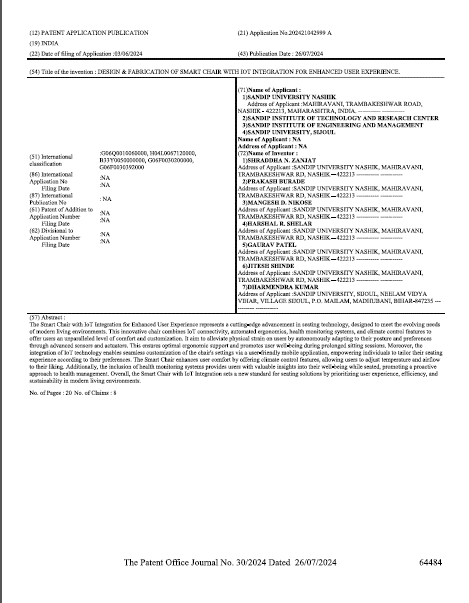 (12) PATENT APPLICATION PUBLICATION
(21) Application No.202421042999 A
(19) INDIA
(22) Date of filing of Application :03/06/2024
(43) Publication Date : 26/07/2024
(54) Title of the invention : DESIGN & FABRICATION OF SMART CHAIR WITH IOT INTEGRATION FOR ENHANCED USER EXPERIENCE.
(51) International classification
:G06Q0010060000, H04L0067120000,
B33Y0050000000, G06F0030200000,
G06F0030392000
(86) International
Application No
:NA
Filing Date
:NA
(87) International
Publication No
: NA
(61) Patent of Addition to
Application Number
:NA
Filing Date
:NA
(62) Divisional to
Application Number
:NA
Filing Date
:NA
(71)Name of Applicant :
1)SANDIP UNIVERSITY NASHIK
Address of Applicant :MAHIRAVANI, TRAMBAKESHWAR ROAD,
NASHIK - 422213, MAHARASHTRA, INDIA. ----------- -----------
2)SANDIP INSTITUTE OF TECHNOLOGY AND RESEARCH CENTER
3)SANDIP INSTITUTE OF ENGINEERING AND MANAGEMENT
4)SANDIP UNIVERSITY, SIJOUL
Name of Applicant : NA
Address of Applicant : NA
(72)Name of Inventor :
1)SHRADDHA N. ZANJAT
Address of Applicant :SANDIP UNIVERSITY NASHIK, MAHIRAVANI,
TRAMBAKESHWAR RD, NASHIK—422213 ----------- -----------
2)PRAKASH BURADE
Address of Applicant :SANDIP UNIVERSITY NASHIK, MAHIRAVANI,
TRAMBAKESHWAR RD, NASHIK—422213 ----------- -----------
3)MANGESH D. NIKOSE
Address of Applicant :SANDIP UNIVERSITY NASHIK, MAHIRAVANI,
TRAMBAKESHWAR RD, NASHIK—422213 ----------- -----------
4)HARSHAL R. SHELAR
Address of Applicant :SANDIP UNIVERSITY NASHIK, MAHIRAVANI,
TRAMBAKESHWAR RD, NASHIK—422213 ----------- -----------
5)GAURAV PATEL
Address of Applicant :SANDIP UNIVERSITY NASHIK, MAHIRAVANI,
TRAMBAKESHWAR RD, NASHIK—422213 ----------- -----------
6)JITESH SHINDE
Address of Applicant :SANDIP UNIVERSITY NASHIK, MAHIRAVANI,
TRAMBAKESHWAR RD, NASHIK—422213 ----------- -----------
7)DHARMENDRA KUMAR
Address of Applicant :SANDIP UNIVERSITY, SIJOUL, NEELAM VIDYA
VIHAR, VILLAGE SIJOUL, P.O. MAILAM, MADHUBANI, BIHAR-847235 ---
-------- -----------
(57) Abstract :
The Smart Chair with IoT Integration for Enhanced User Experience represents a cutting-edge advancement in seating technology, designed to meet the evolving needs
of modern living environments. This innovative chair combines IoT connectivity, automated ergonomics, health monitoring systems, and climate control features to
offer users an unparalleled level of comfort and customization. It aim to alleviate physical strain on users by autonomously adapting to their posture and preferences
through advanced sensors and actuators. This ensures optimal ergonomic support and promotes user well-being during prolonged sitting sessions. Moreover, the
integration of IoT technology enables seamless customization of the chair's settings via a user-friendly mobile application, empowering individuals to tailor their seating
experience according to their preferences. The Smart Chair enhances user comfort by offering climate control features, allowing users to adjust temperature and airflow
to their liking. Additionally, the inclusion of health monitoring systems provides users with valuable insights into their well-being while seated, promoting a proactive
approach to health management. Overall, the Smart Chair with IoT Integration sets a new standard for seating solutions by prioritizing user experience, efficiency, and
sustainability in modern living environments.
No. of Pages : 20 No. of Claims : 8
The Patent Office Journal No. 30/2024 Dated 26/07/2024
64484